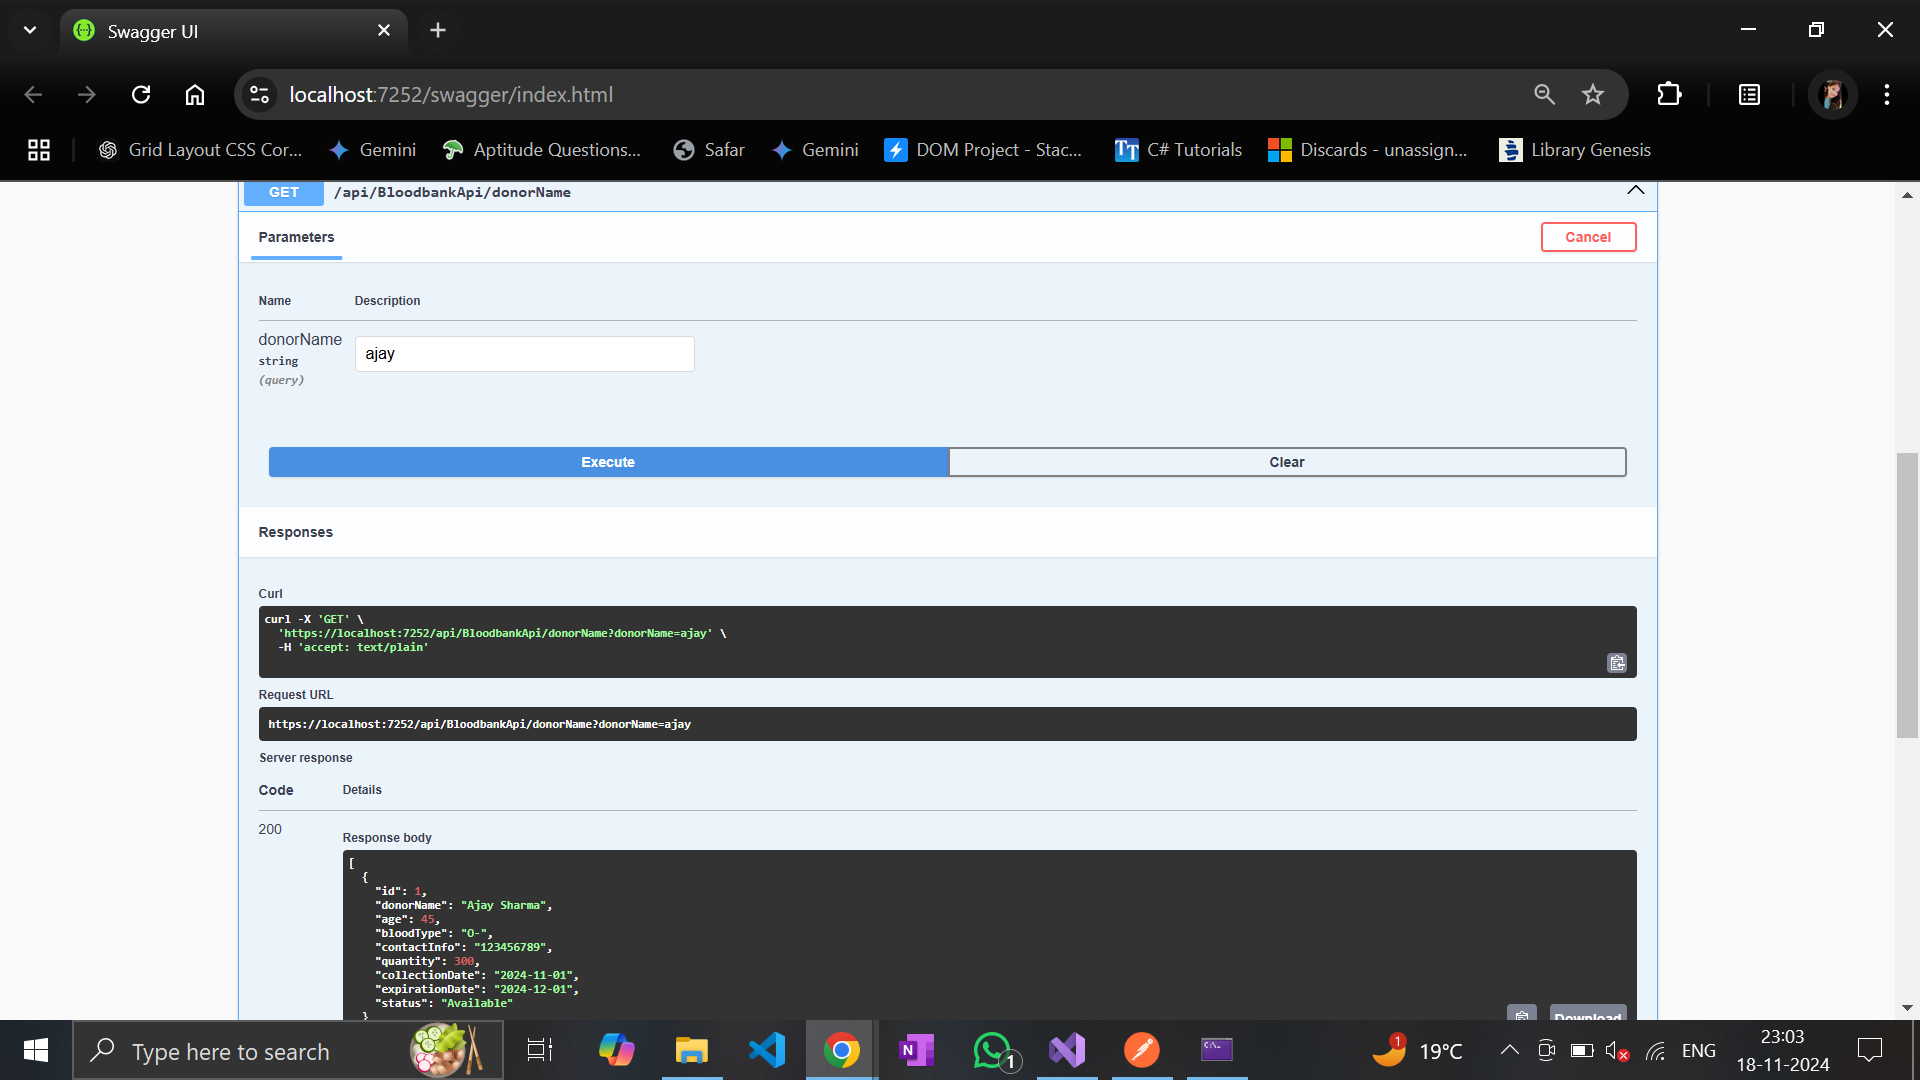 Swagger UI
localhost:7252/swagger/index.html
Grid Layout CSS Cor...
Gemini
Aptitude Questions...
Safar
Gemini
DOM Project - Stac...
TT
C# Tutorials
Discards - unassign...
Library Genesis
GET
/api/BloodbankApi/donorName
Parameters
Cancel
Name
Description
donorName
string
(query)
ajay
Execute
Clear
Responses
Curl
curl -X 'GET' \
'https://localhost:7252/api/BloodbankApi/donorName?donorName=ajay' \
-H 'accept: text/plain'
Request URL
https://localhost:7252/api/BloodbankApi/donorName?donorName=ajay
Server response
Code
Details
200
Response body
[
{
"id": 1,
"donorName": "Ajay Sharma",
"age": 45,
"bloodType": "O-",
"contactInfo": "123456789",
"quantity": 300,
"collectionDate": "2024-11-01",
"expirationDate": "2024-12-01",
"status": "Available"
}
Download
Type here to search
N
1
1
19°C
ENG
23:03
18-11-2024